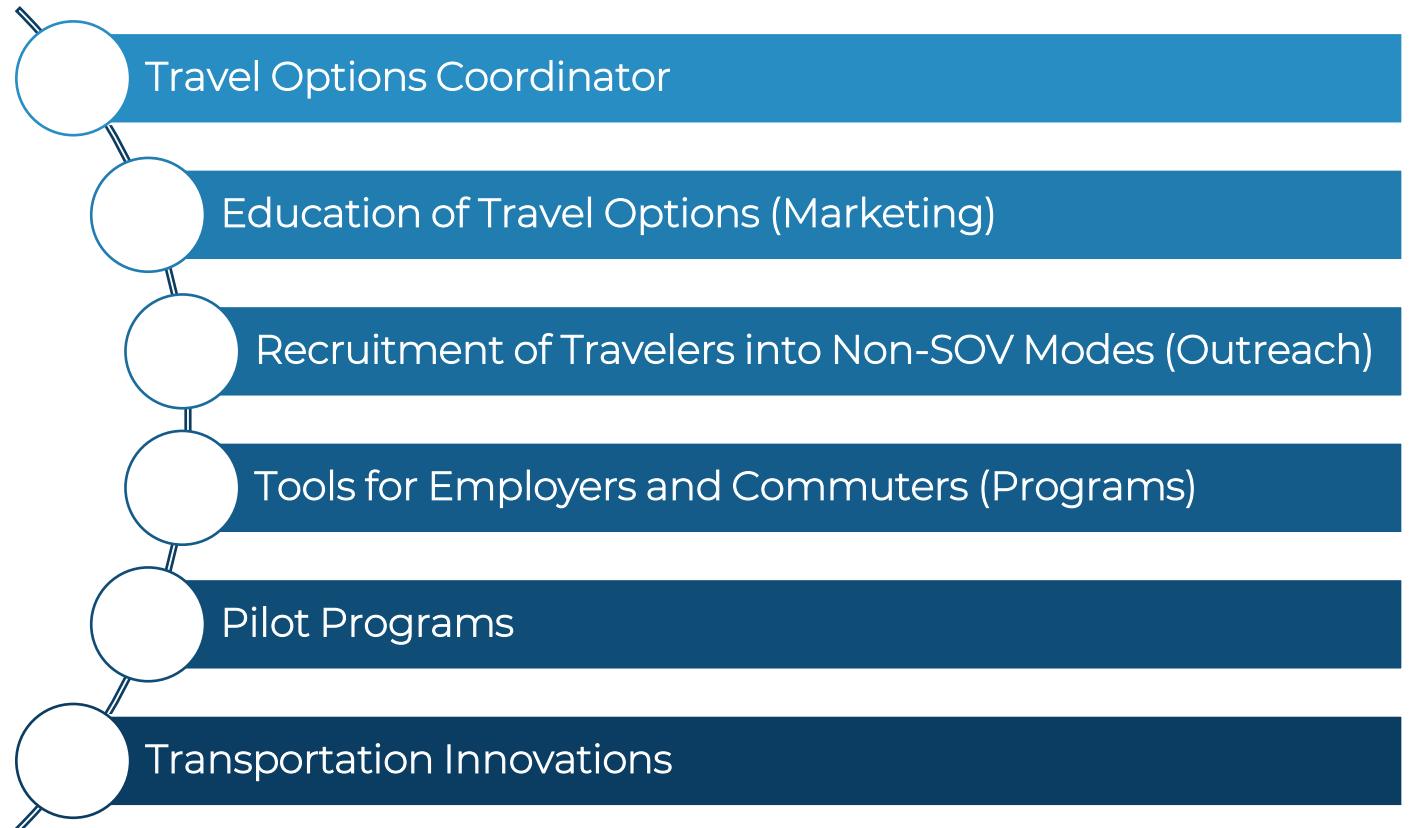 Travel Options Coordinator
Education of Travel Options (Marketing)
Recruitment of Travelers into Non-SOV Modes (Outreach)
Tools for Employers and Commuters (Programs)
Pilot Programs
Transportation Innovations